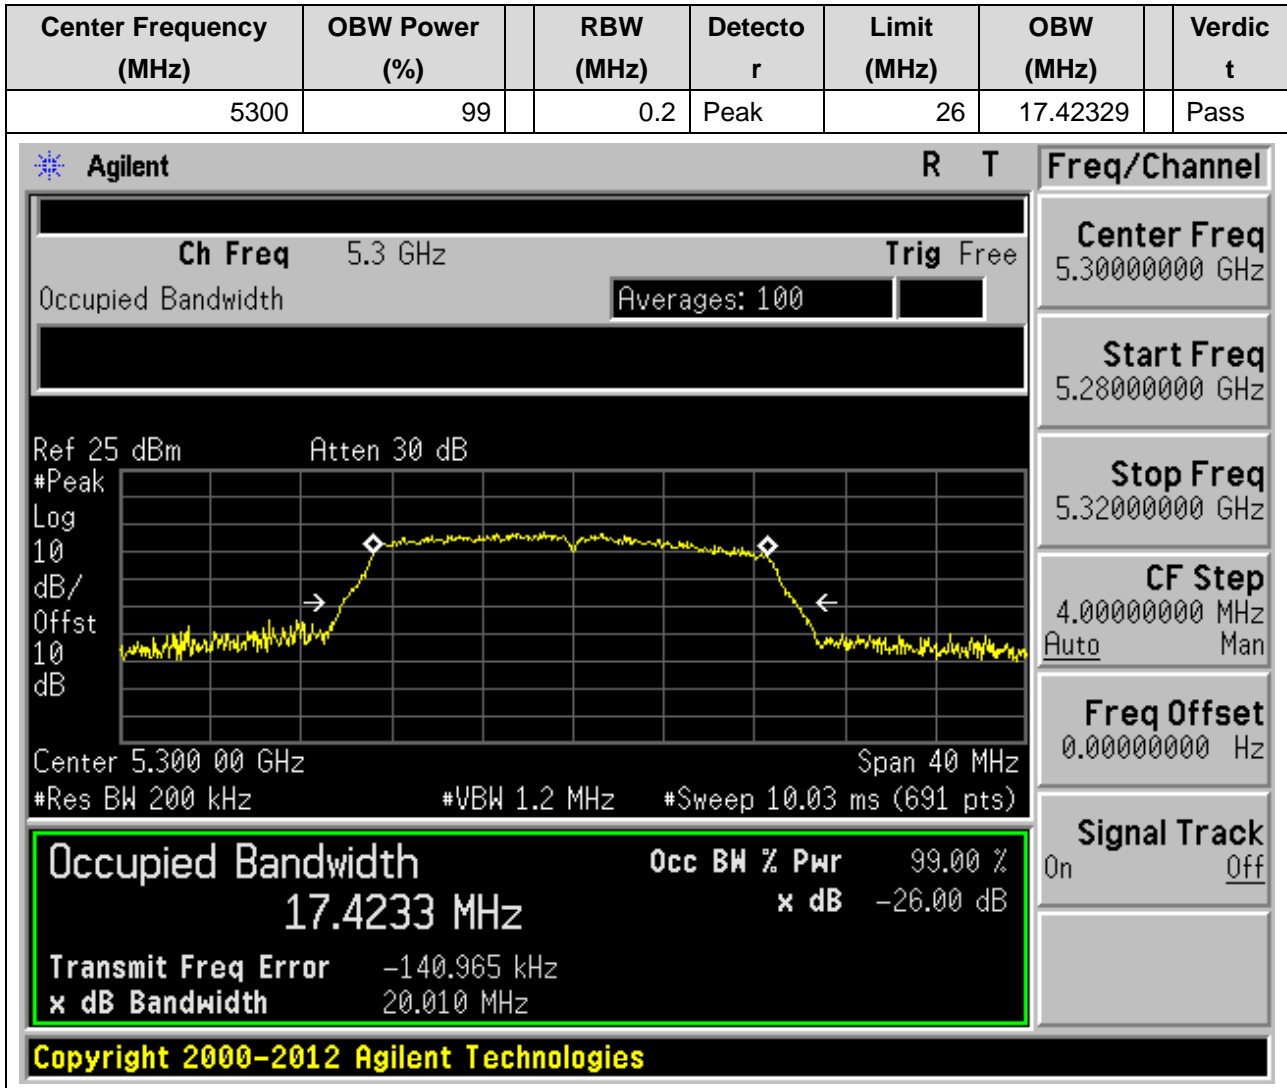 Center Frequency (MHz) OBW Power (%) RBW (MHz) Detecto r Limit (MHz) OBW (MHz) Verdic t
5300 99 0.2 Peak 26 17.42329 Pass
Agilent R T
Ch Freq 5.3 GHz Trig Free
Occupied Bandwidth Averages: 100
Ref 25 dBm Atten 30 dB
#Peak
Log
10
dB/
Offst
10
dB
Center 5.300 00 GHz Span 40 MHz
#Res BW 200 kHz #VBW 1.2 MHz #Sweep 10.03 ms (691 pts)
Occupied Bandwidth Occ BW % Pwr 99.00 %
17.4233 MHz x dB -26.00 dB
Transmit Freq Error -140.965 kHz
x dB Bandwidth 20.010 MHz
Copyright 2000-2012 Agilent Technologies
Freq/Channel
Center Freq
5.30000000 GHz
Start Freq
5.28000000 GHz
Stop Freq
5.32000000 GHz
CF Step
4.00000000 MHz
Auto Man
Freq Offset
0.00000000 Hz
Signal Track
On Off